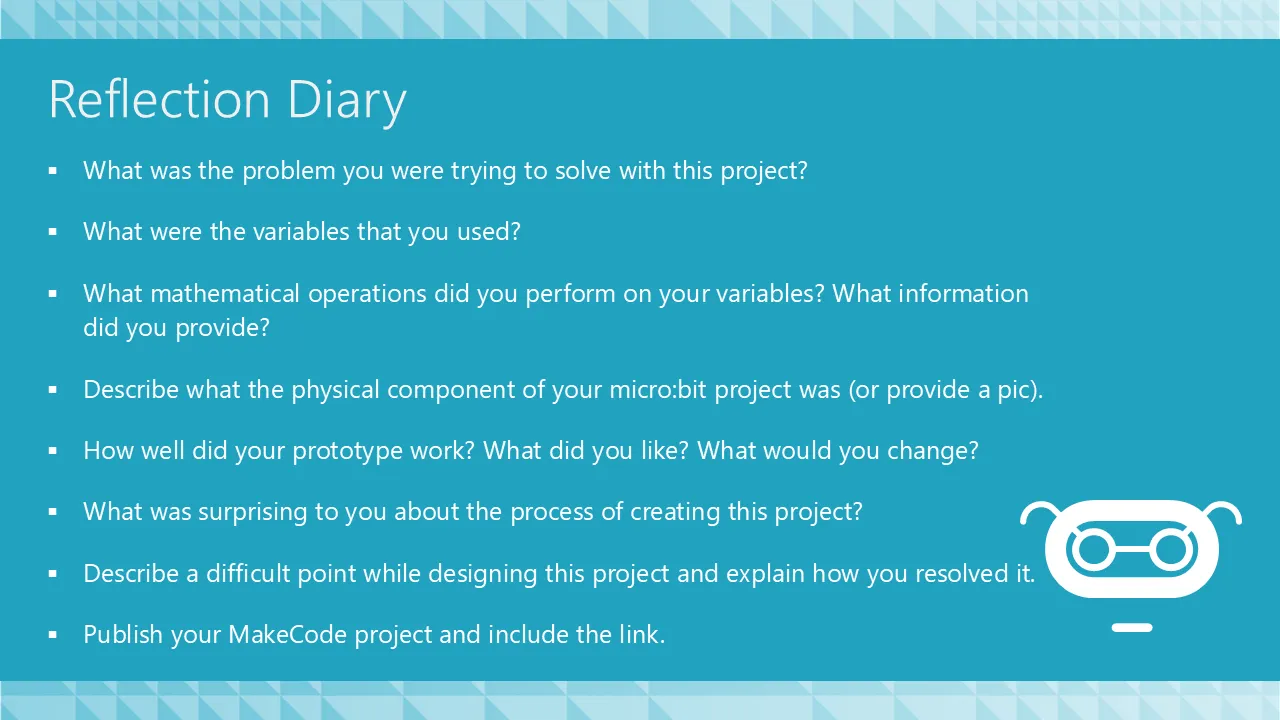 Reflection Diary
▪ What was the problem you were trying to solve with this project?
▪ What were the variables that you used?
▪ What mathematical operations did you perform on your variables? What information
did you provide?
▪ Describe what the physical component of your micro:bit project was (or provide a pic).
▪ How well did your prototype work? What did you like? What would you change?
▪ What was surprising to you about the process of creating this project?
▪ Describe a difficult point while designing this project and explain how you resolved it.
▪ Publish your MakeCode project and include the link.